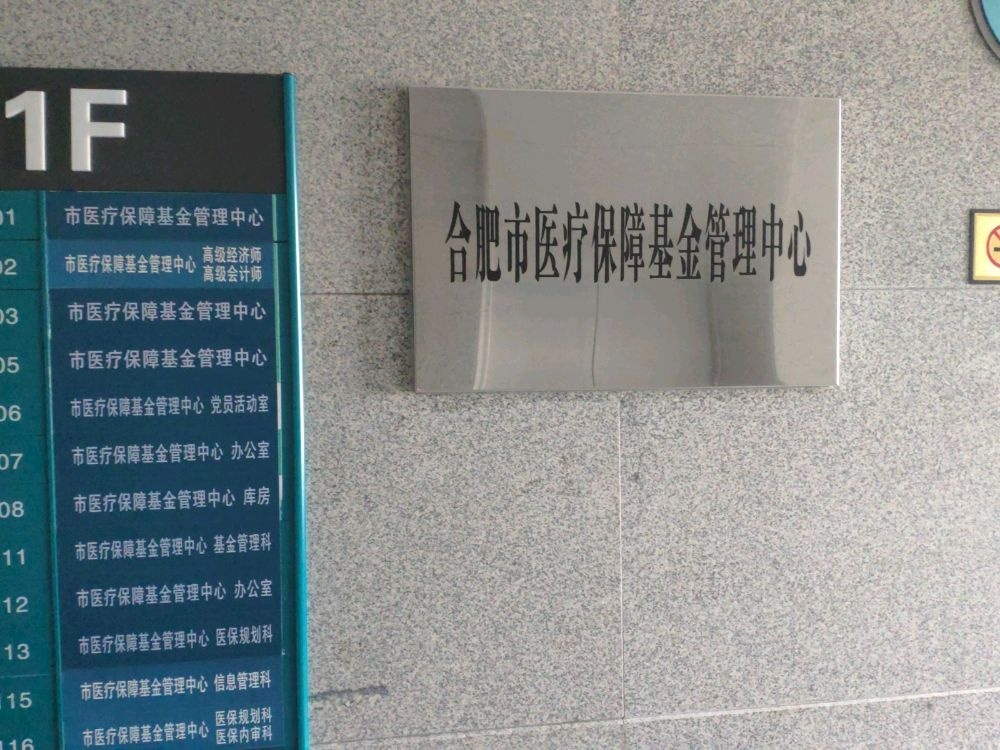 1F
01 市医疗保障基金管理中心
02 市医疗保障基金管理中心 高级经济师
高级会计师
03 市医疗保障基金管理中心
05 市医疗保障基金管理中心
06 市医疗保障基金管理中心 党员活动室
07 市医疗保障基金管理中心 办公室
08 市医疗保障基金管理中心 库房
11 市医疗保障基金管理中心 基金管理科
112 市医疗保障基金管理中心 办公室
113 市医疗保障基金管理中心 医保规划科
115 市医疗保障基金管理中心 信息管理科
116 市医疗保障基金管理中心 医保规划科
医保内审科
合肥市医疗保障基金管理中心